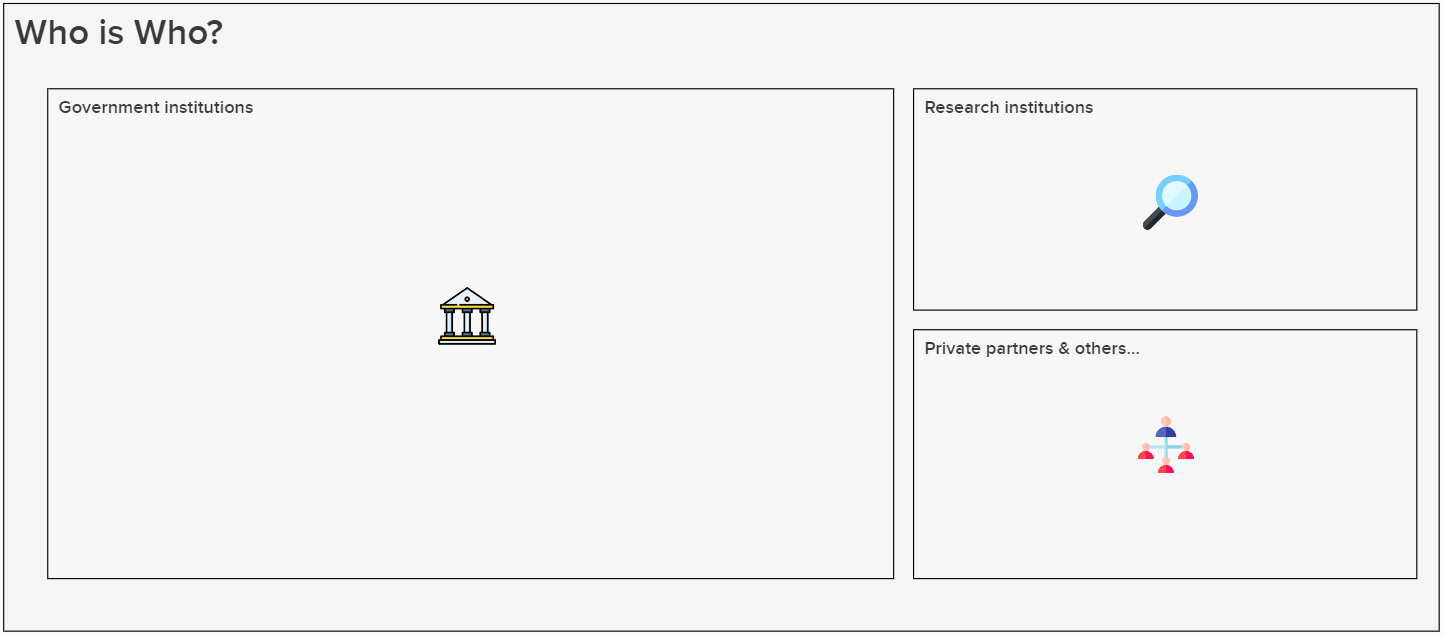 Who is Who?
Government institutions
Research institutions
Private partners & others...